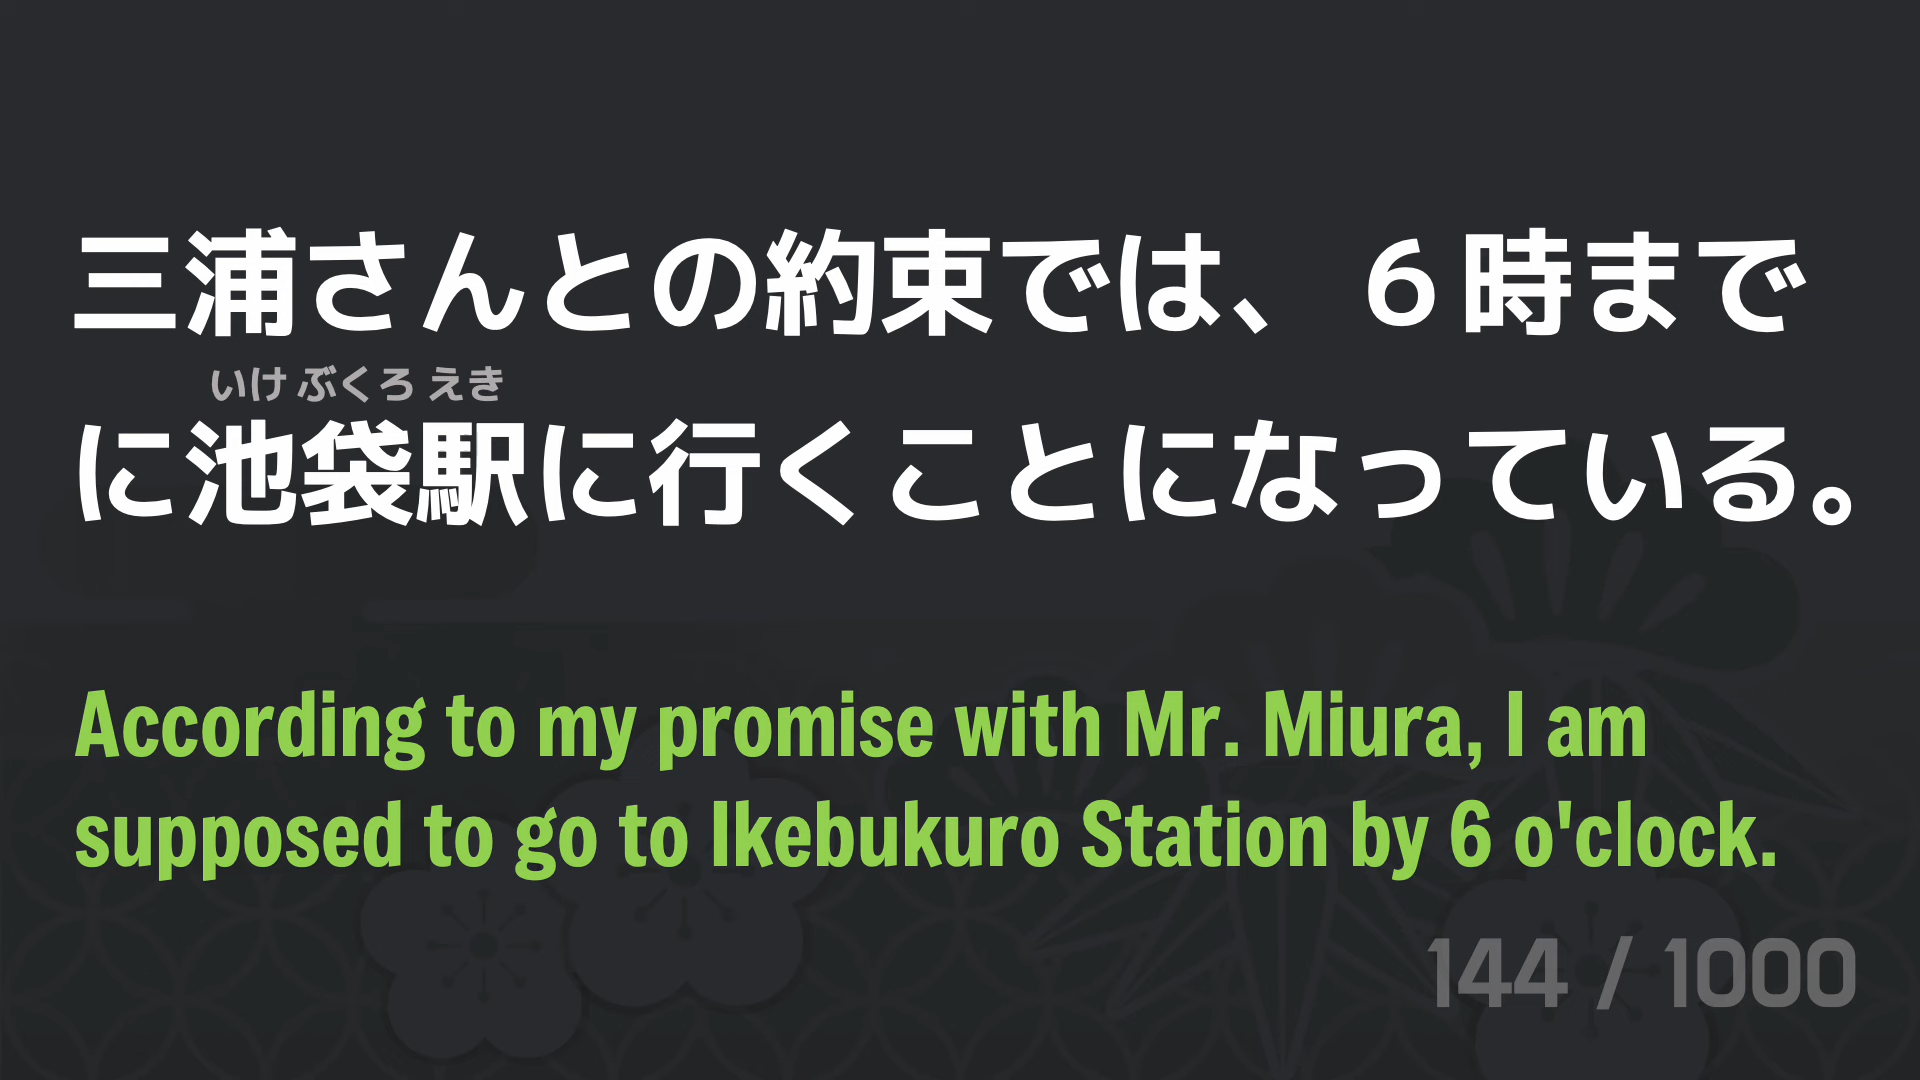 三浦さんとの約束では、６時まで
いけ ぶくろ えき
に池袋駅に行くことになっている。
According to my promise with Mr. Miura, I am
supposed to go to Ikebukuro Station by 6 o'clock.
144 / 1000